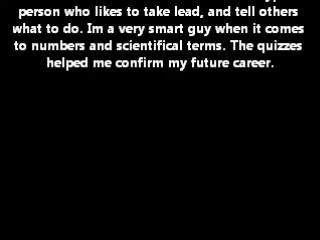 person who likes to take lead, and tell others
what to do. Im a very smart guy when it comes
to numbers and scientifical terms. The quizzes
helped me confirm my future career.